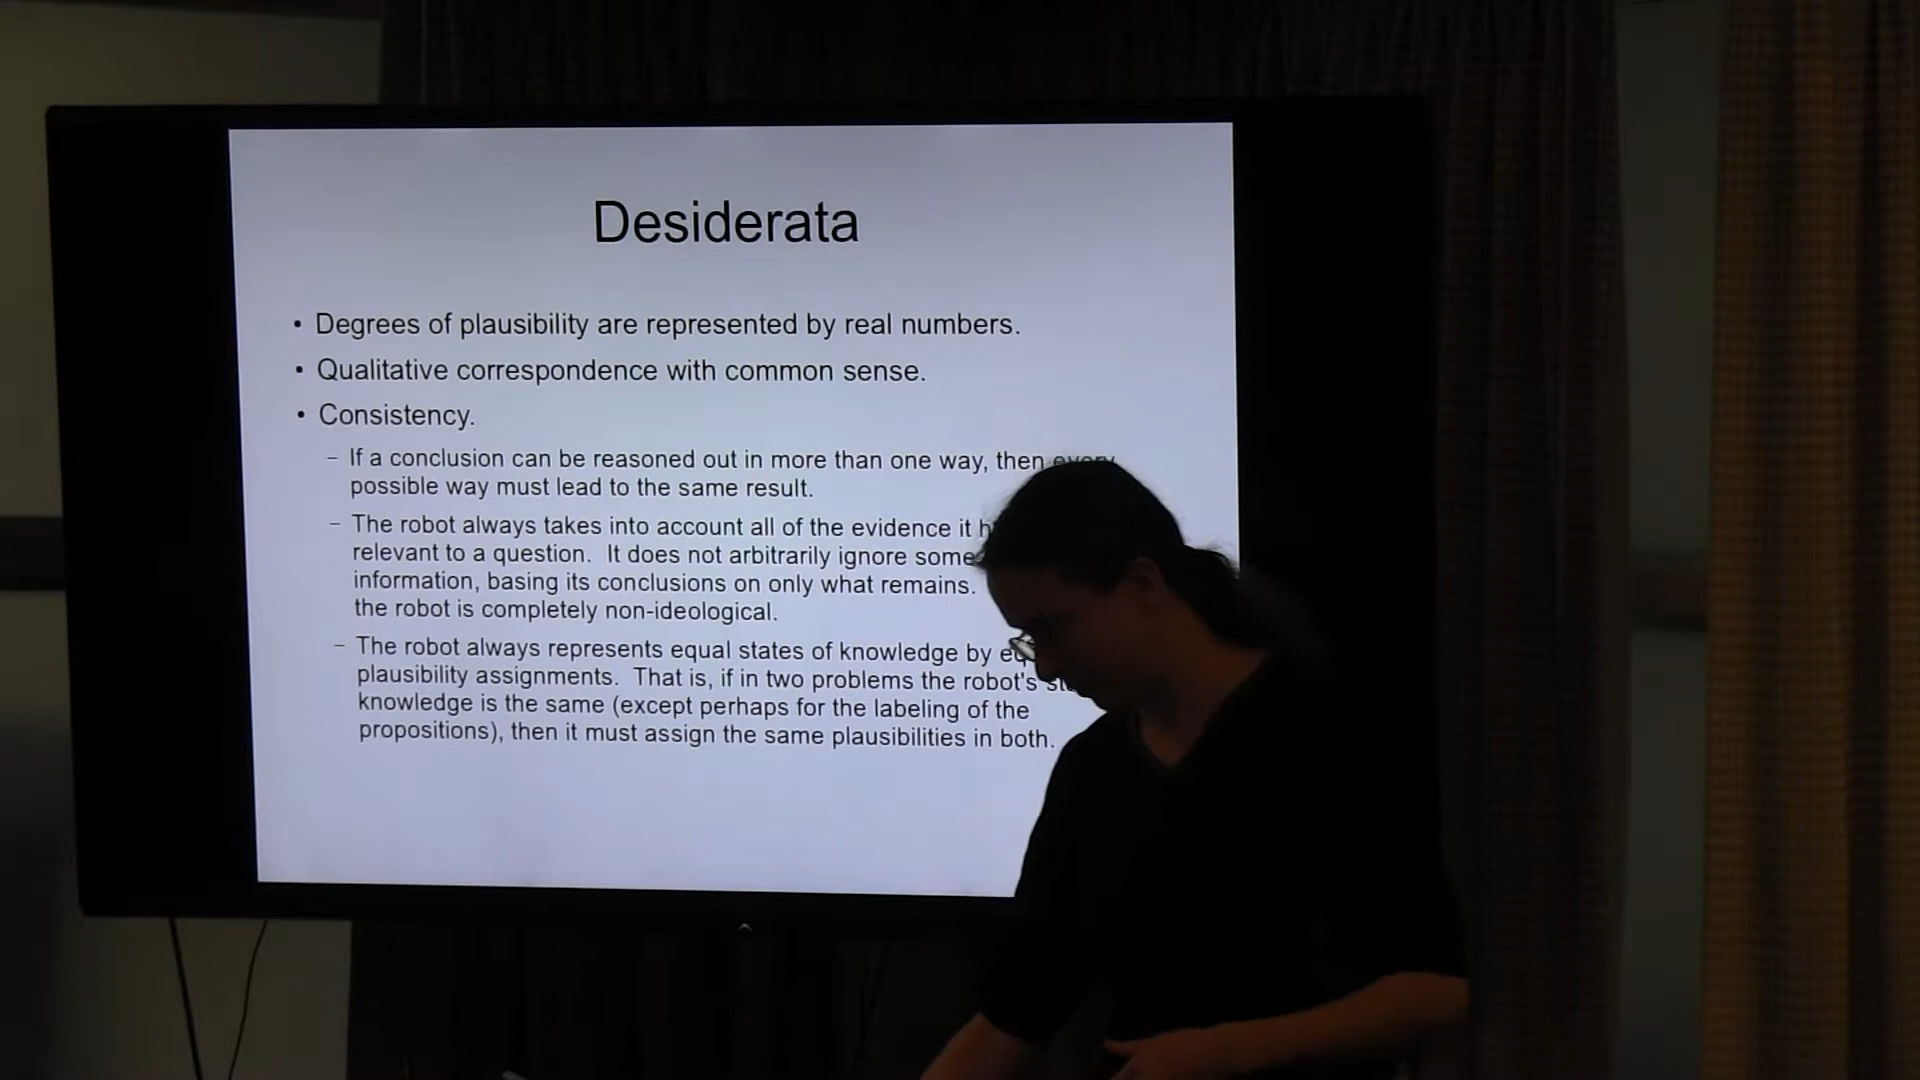 Desiderata
• Degrees of plausibility are represented by real numbers.
• Qualitative correspondence with common sense.
• Consistency.
– If a conclusion can be reasoned out in more than one way, then every
possible way must lead to the same result.
– The robot always takes into account all of the evidence it
relevant to a question. It does not arbitrarily ignore some
information, basing its conclusions on only what remains.
the robot is completely non-ideological.
– The robot always represents equal states of knowledge by
plausibility assignments. That is, if in two problems the robot's
knowledge is the same (except perhaps for the labeling of the
propositions), then it must assign the same plausibilities in both.